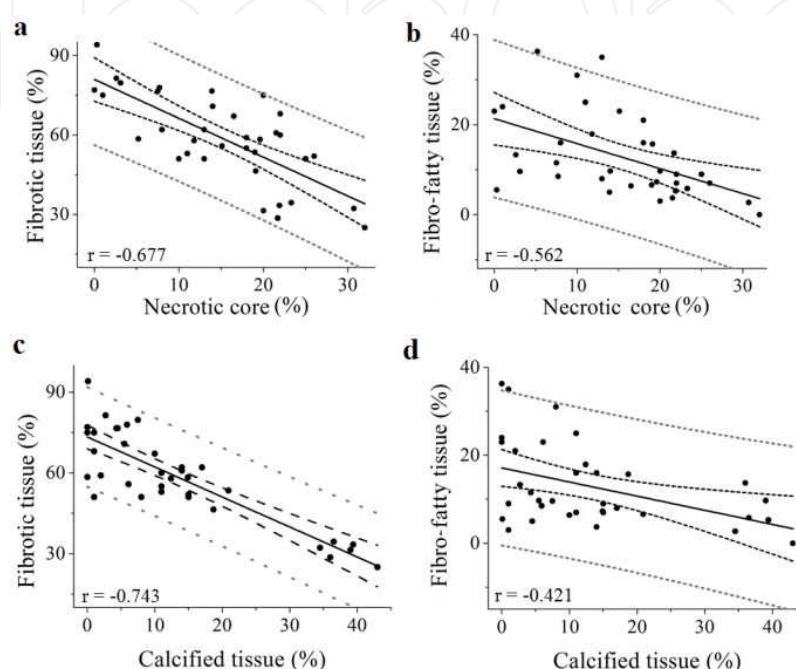 a
Fibrotic tissue (%)
90
60
30
r = -0.677
0 10 20 30
Necrotic core (%)
b
Fibro-fatty tissue (%)
40
20
0
r = -0.562
0 10 20 30
Necrotic core (%)
c
Fibrotic tissue (%)
90
60
30
r = -0.743
0 10 20 30 40
Calcified tissue (%)
d
Fibro-fatty tissue (%)
40
20
0
r = -0.421
0 10 20 30 40
Calcified tissue (%)